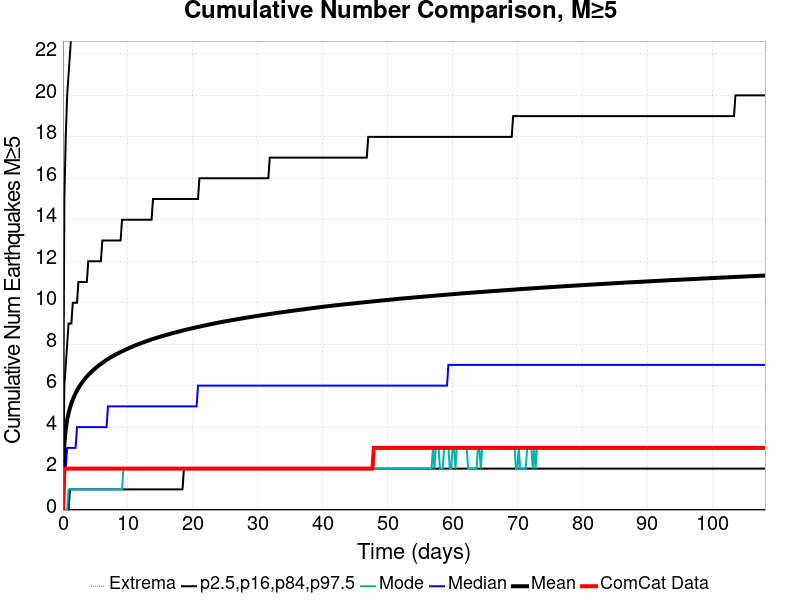 Cumulative Number Comparison, M≥5
Cumulative Num Earthquakes M≥5
22
20
18
16
14
12
10
8
6
4
2
0
0 10 20 30 40 50 60 70 80 90 100
Time (days)
Extrema p2.5,p16,p84,p97.5 Mode Median Mean ComCat Data